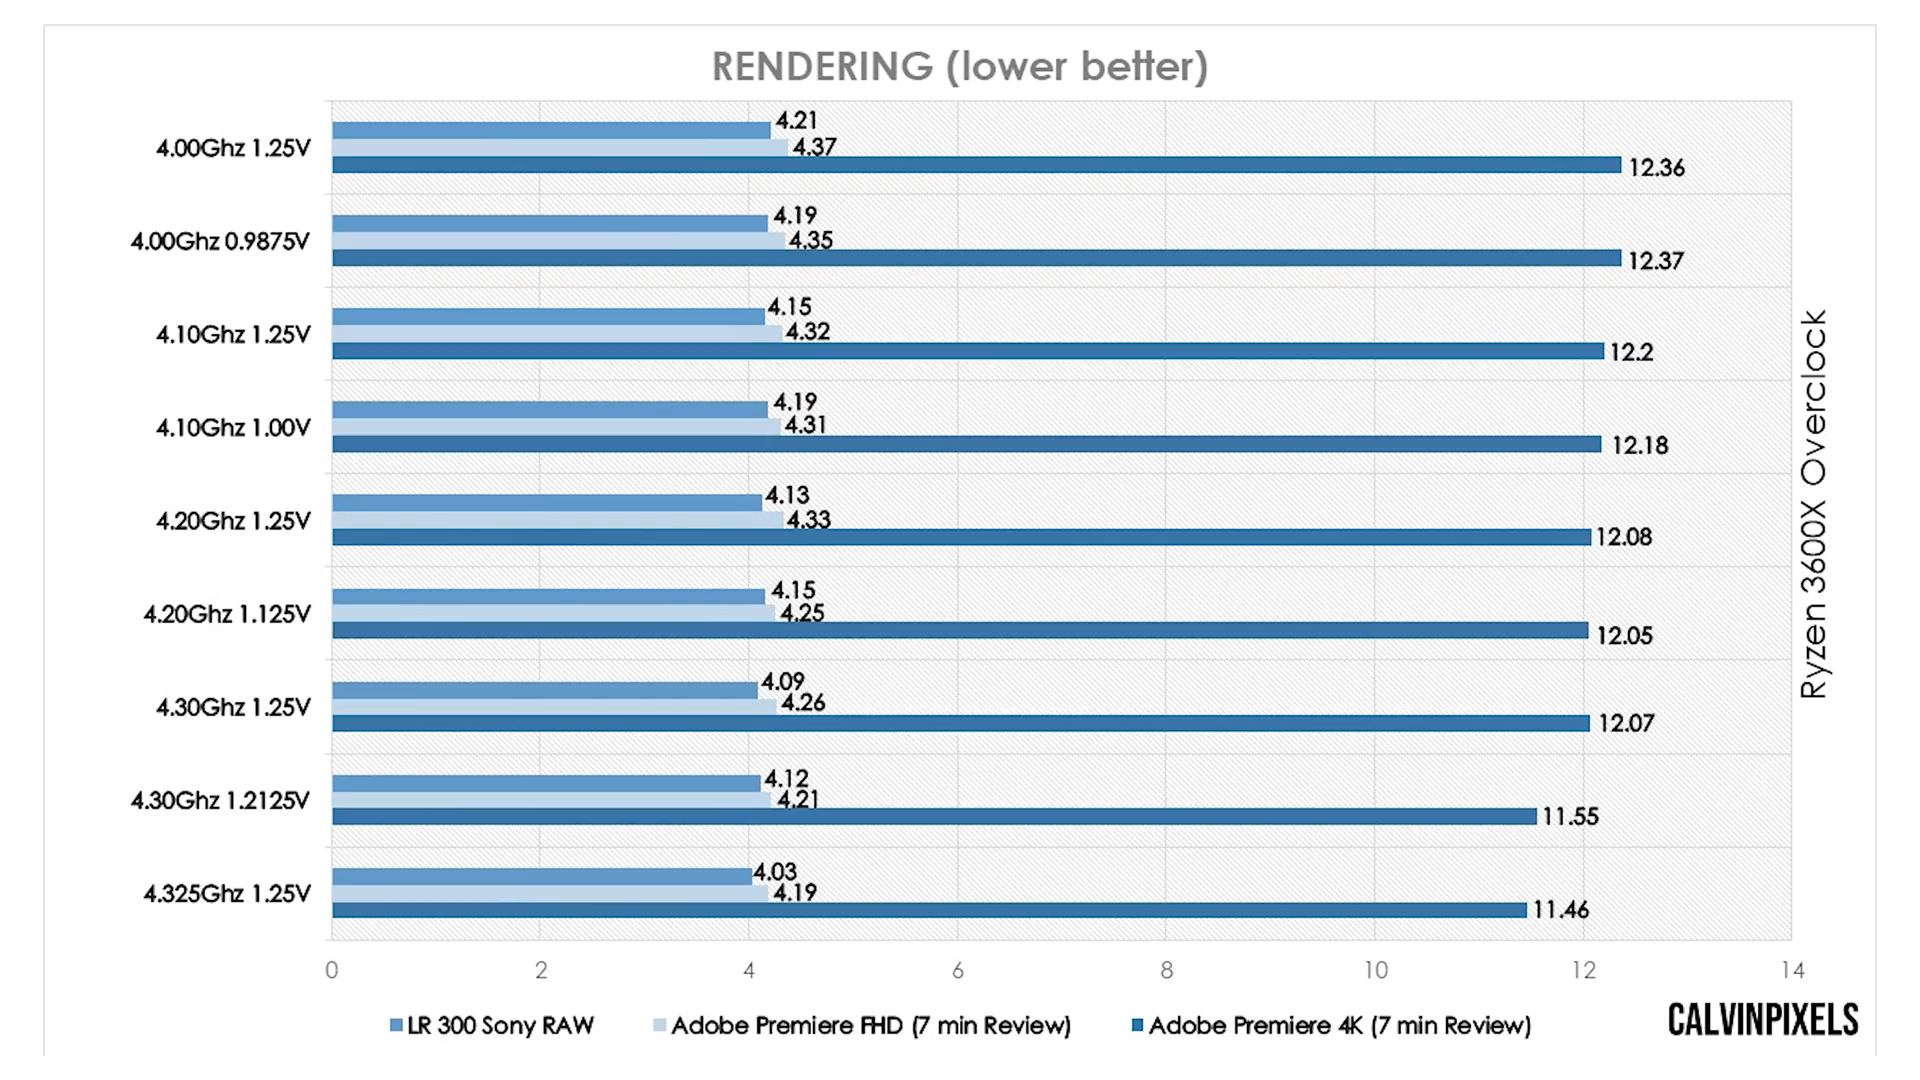 RENDERING (lower better)
4.00Ghz 1.25V
4.21
4.37
12.36
4.00Ghz 0.9875V
4.19
4.35
12.37
4.10Ghz 1.25V
4.15
4.32
12.2
4.10Ghz 1.00V
4.19
4.31
12.18
4.20Ghz 1.25V
4.13
4.33
12.08
4.20Ghz 1.125V
4.15
4.25
12.05
4.30Ghz 1.25V
4.09
4.26
12.07
4.30Ghz 1.2125V
4.12
4.21
11.55
4.325Ghz 1.25V
4.03
4.19
11.46
Ryzen 3600X Overclock
0 2 4 6 8 10 12 14
LR 300 Sony RAW Adobe Premiere FHD (7 min Review) Adobe Premiere 4K (7 min Review)
CALVINPIXELS